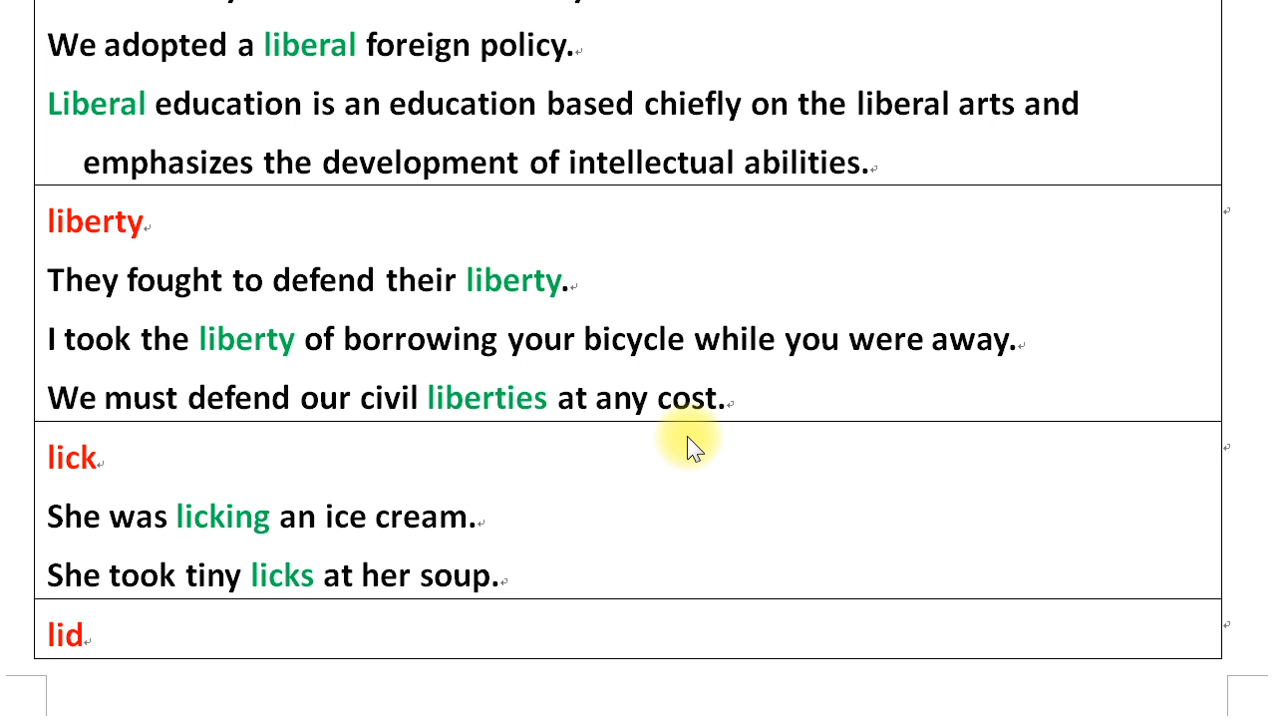 We adopted a liberal foreign policy.
Liberal education is an education based chiefly on the liberal arts and
emphasizes the development of intellectual abilities.
liberty
They fought to defend their liberty.
I took the liberty of borrowing your bicycle while you were away.
We must defend our civil liberties at any cost.
lick
She was licking an ice cream.
She took tiny licks at her soup.
lid